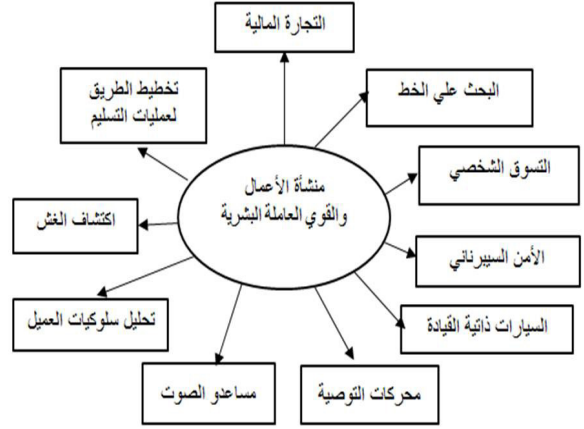 التجارة المالية
البحث علي الخط
تخطيط الطريق
لعمليات التسليم
التسوق الشخصي
منشأة الأعمال
والقوي العاملة البشرية
اكتشاف الغش
الأمن السيبرناني
تحليل سلوكيات العميل
السيارات ذاتية القيادة
مساعدو الصوت
محركات التوصية